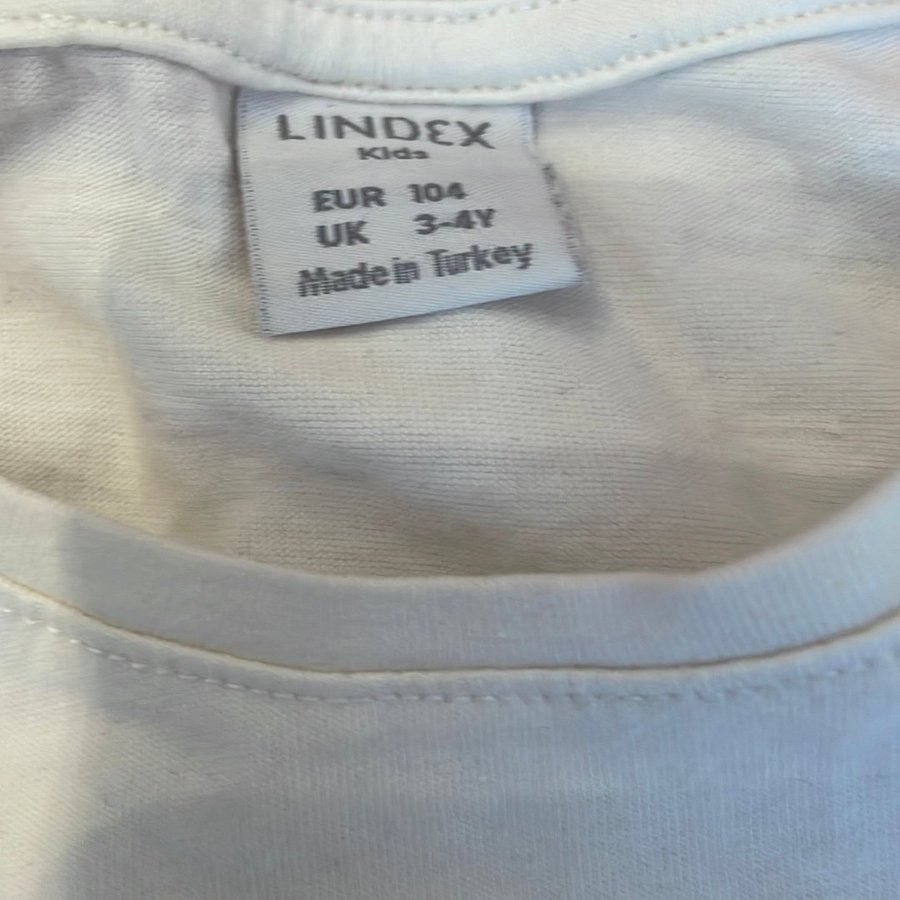 LINDEX
Kids
EUR 104
UK 3-4Y
Made in Turkey